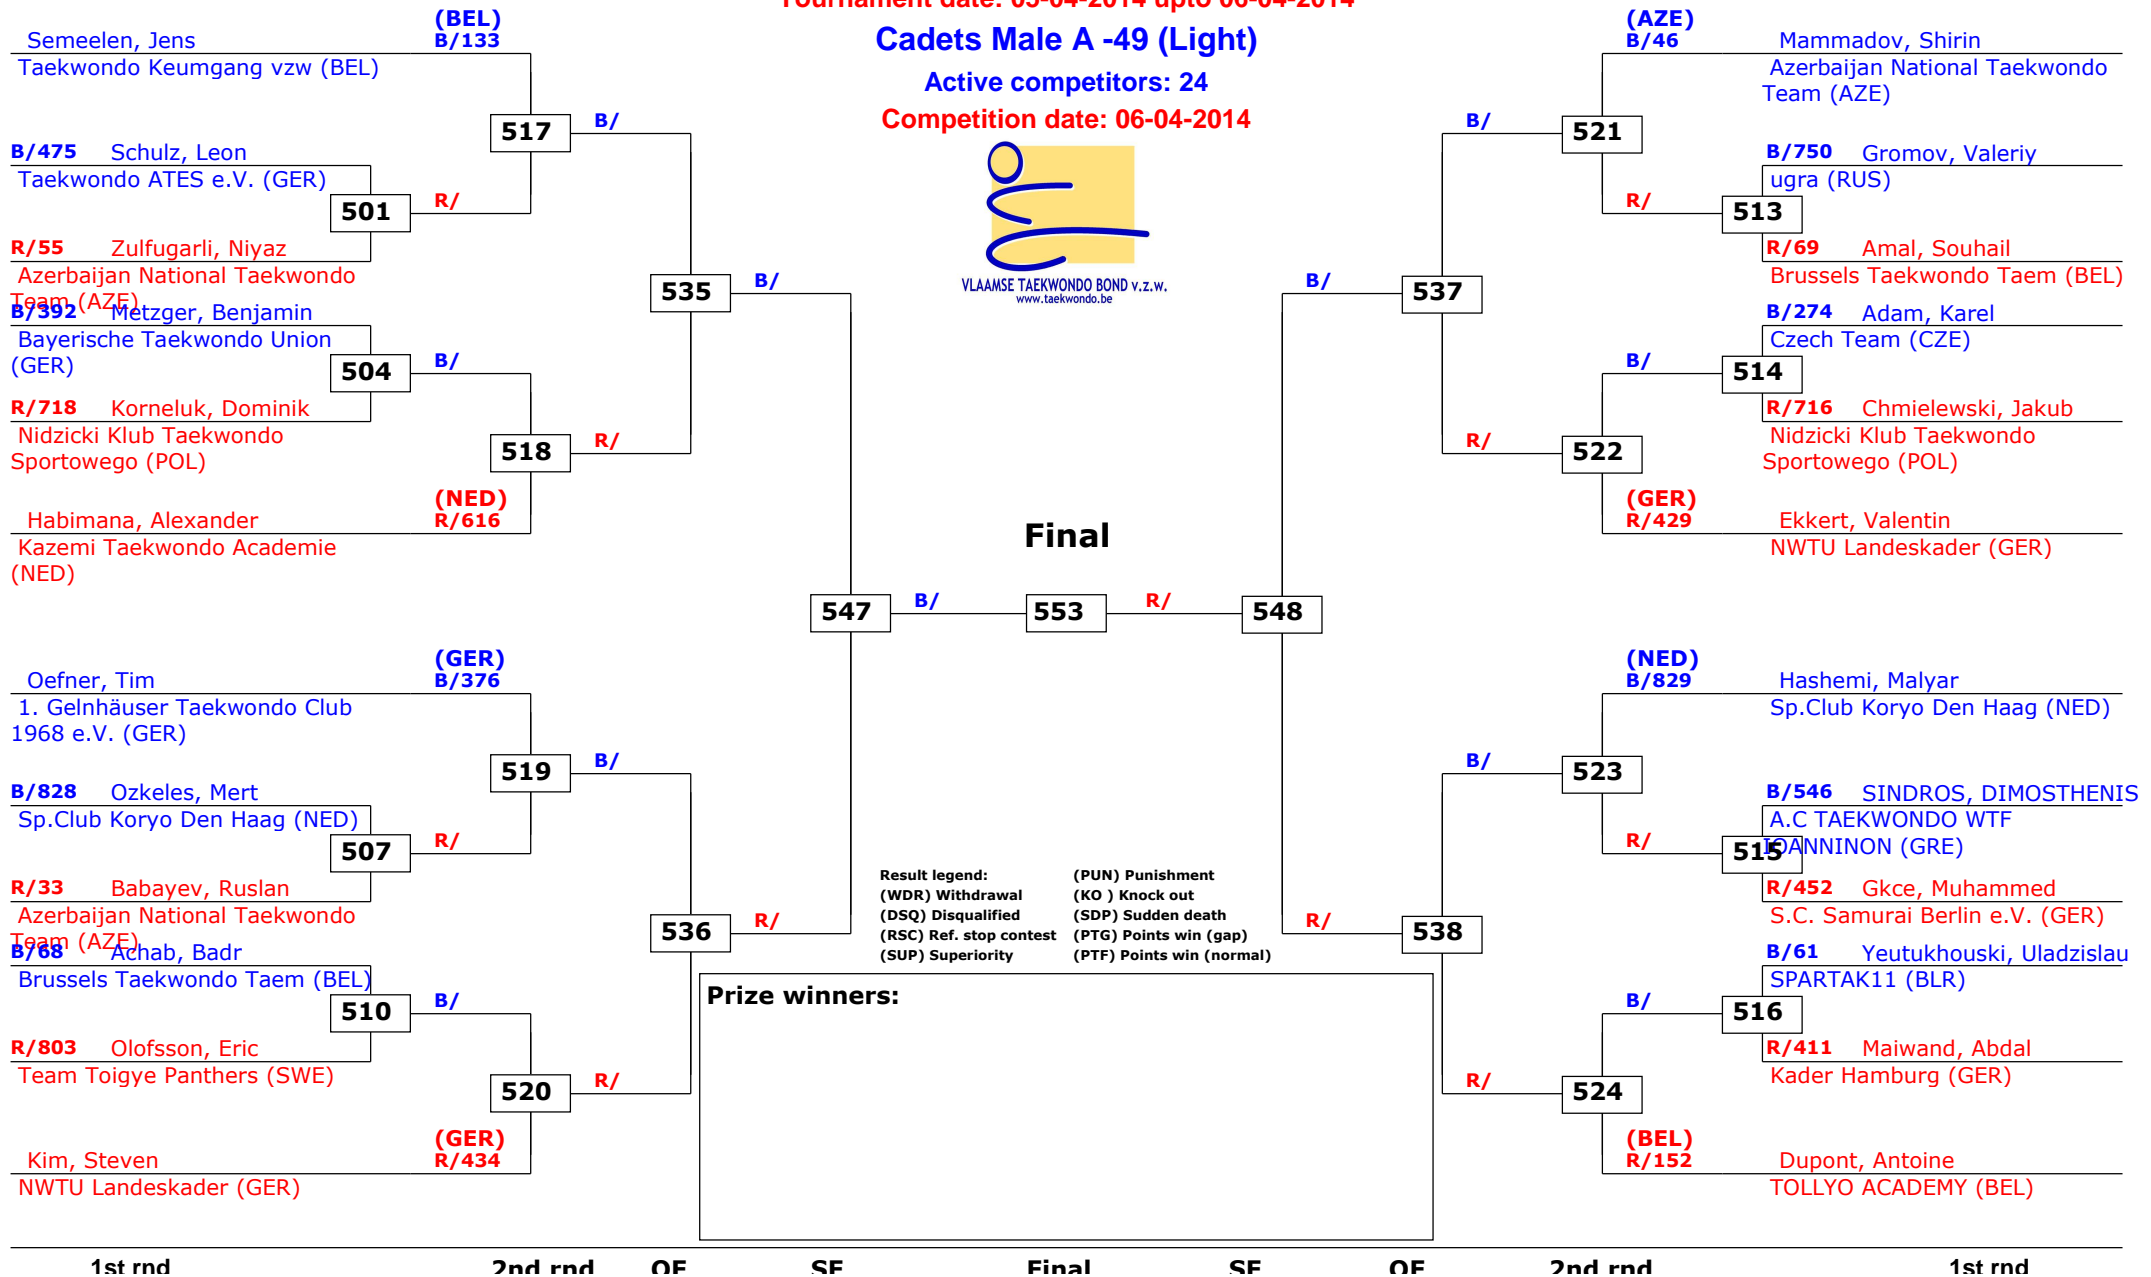 Tournament date: 05-04-2014 upto 06-04-2014
Cadets Male A -49 (Light)
Active competitors: 24
Competition date: 06-04-2014
VLAAMSE TAEKWONDO BOND v.z.w.
www.taekwondo.be
(BEL)
Semeelen, Jens B/133
Taekwondo Keumgang vzw (BEL)
517 B/
B/475 Schulz, Leon
Taekwondo ATES e.V. (GER)
501 R/
R/55 Zulfugarli, Niyaz
Azerbaijan National Taekwondo
Team (AZE)
535 B/
B/392 Metzger, Benjamin
Bayerische Taekwondo Union
(GER)
504 B/
R/718 Korneluk, Dominik
Nidzicki Klub Taekwondo
Sportowego (POL)
518 R/
(NED)
Habimana, Alexander R/616
Kazemi Taekwondo Academie
(NED)
547 B/
(GER)
Oefner, Tim B/376
1. Gelnhäuser Taekwondo Club
1968 e.V. (GER)
519 B/
B/828 Ozkeles, Mert
Sp.Club Koryo Den Haag (NED)
507 R/
R/33 Babayev, Ruslan
Azerbaijan National Taekwondo
Team (AZE)
536 R/
B/68 Achab, Badr
Brussels Taekwondo Taem (BEL)
510 B/
R/803 Olofsson, Eric
Team Toigye Panthers (SWE)
520 R/
(GER)
Kim, Steven R/434
NWTU Landeskader (GER)
Final
553
(AZE)
B/46 Mammadov, Shirin
Azerbaijan National Taekwondo
Team (AZE)
B/ 521
B/750 Gromov, Valeriy
ugra (RUS)
R/ 513
R/69 Amal, Souhail
Brussels Taekwondo Taem (BEL)
B/ 537
B/274 Adam, Karel
Czech Team (CZE)
B/ 514
R/716 Chmielewski, Jakub
Nidzicki Klub Taekwondo
Sportowego (POL)
R/ 522
(GER)
R/429 Ekkert, Valentin
NWTU Landeskader (GER)
R/ 548
(NED)
B/829 Hashemi, Malyar
Sp.Club Koryo Den Haag (NED)
B/ 523
B/546 SINDROS, DIMOSTHENIS
A.C TAEKWONDO WTF
IOANNINON (GRE)
R/ 515
R/452 Gkce, Muhammed
S.C. Samurai Berlin e.V. (GER)
R/ 538
B/61 Yeutukhouski, Uladzislau
SPARTAK11 (BLR)
B/ 516
R/411 Maiwand, Abdal
Kader Hamburg (GER)
R/ 524
(BEL)
R/152 Dupont, Antoine
TOLLYO ACADEMY (BEL)
Result legend: (PUN) Punishment
(WDR) Withdrawal (KO ) Knock out
(DSQ) Disqualified (SDP) Sudden death
(RSC) Ref. stop contest (PTG) Points win (gap)
(SUP) Superiority (PTF) Points win (normal)
Prize winners:
1st rnd 2nd rnd QF SF Final SF QF 2nd rnd 1st rnd